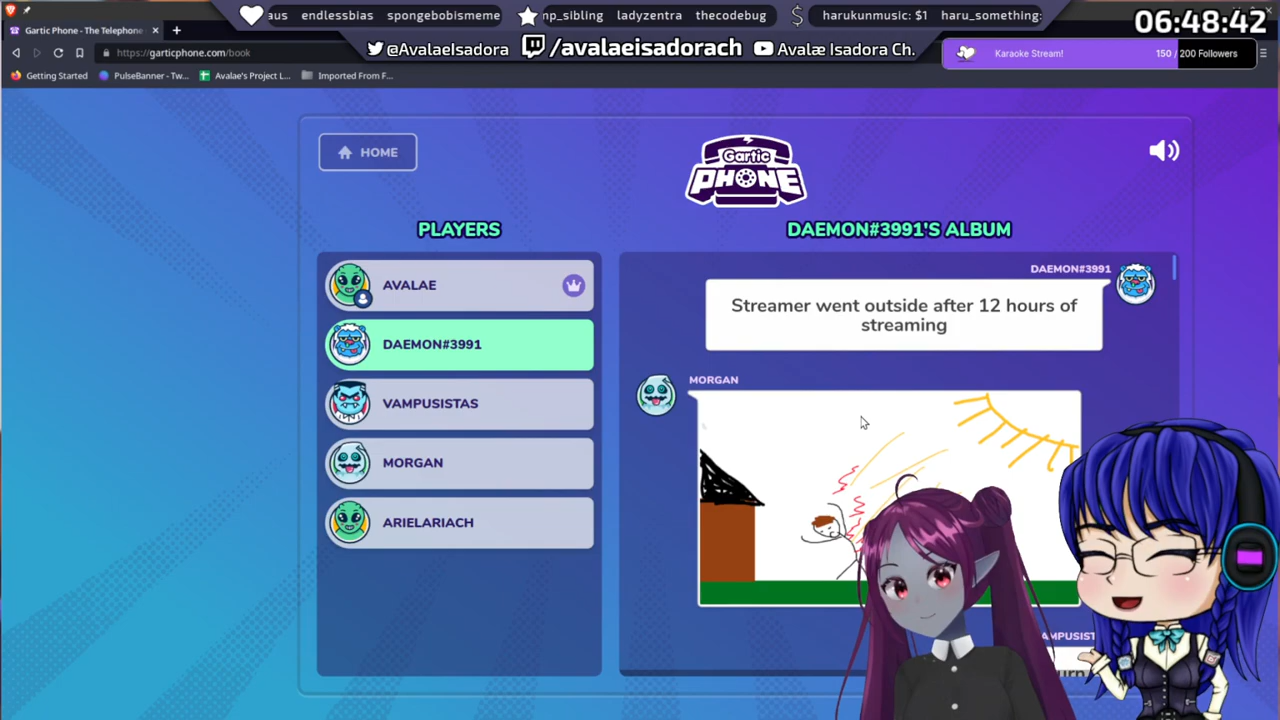 aus endlessbias spongebobismeme
np_sibling ladyzentra thecodebug
harukunmusic: $1 haru_something:
06:48:42
Gartic Phone - The Telephone
@AvalaeIsadora
/avalaeisadorach
Avalæ Isadora Ch.
https://garticphone.com/book
Karaoke Stream!
150 / 200 Followers
Getting Started
PulseBanner - Tw...
Avalae's Project L...
Imported From F...
HOME
Gartic
PHONE
PLAYERS
DAEMON#3991'S ALBUM
AVALAE
DAEMON#3991
VAMPUSISTAS
MORGAN
ARIELARIACH
DAEMON#3991
Streamer went outside after 12 hours of
streaming
MORGAN
AMPUSIST